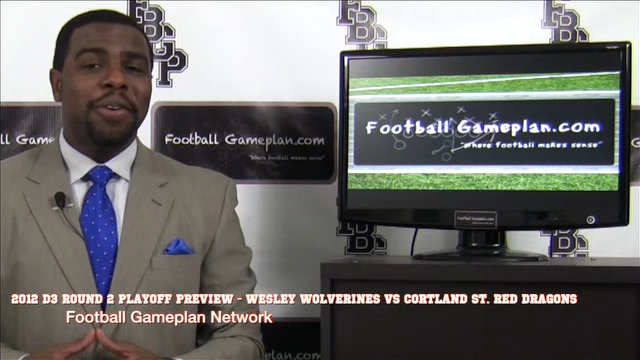 Football Gameplan.com
"where football makes sense"
Football Gameplan.com
"where football makes sense"
2012 D3 ROUND 2 PLAYOFF PREVIEW - WESLEY WOLVERINES VS CORTLAND ST. RED DRAGONS
Football Gameplan Network